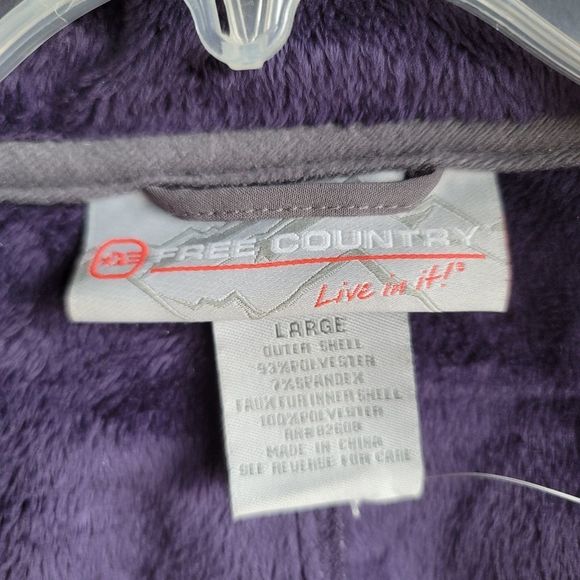 FREE COUNTRY
Live in it!®
LARGE
OUTER SHELL
93%POLYESTER
7%SPANDEX
FAUX FUR INNER SHELL
100%POLYESTER
RN#82608
MADE IN CHINA
SEE REVERSE FOR CARE